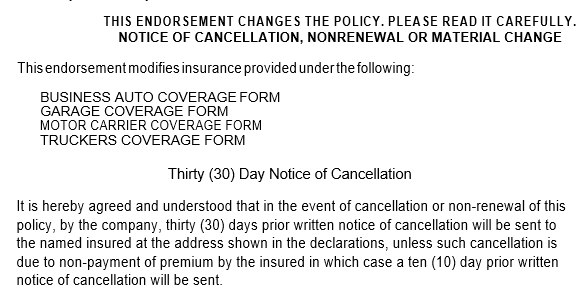 THIS ENDORSEMENT CHANGES THE POLICY. PLEASE READ IT CAREFULLY.
NOTICE OF CANCELLATION, NONRENEWAL OR MATERIAL CHANGE
This endorsement modifies insurance provided under the following:
BUSINESS AUTO COVERAGE FORM
GARAGE COVERAGE FORM
MOTOR CARRIER COVERAGE FORM
TRUCKERS COVERAGE FORM
Thirty (30) Day Notice of Cancellation
It is hereby agreed and understood that in the event of cancellation or non-renewal of this
policy, by the company, thirty (30) days prior written notice of cancellation will be sent to
the named insured at the address shown in the declarations, unless such cancellation is
due to non-payment of premium by the insured in which case a ten (10) day prior written
notice of cancellation will be sent.